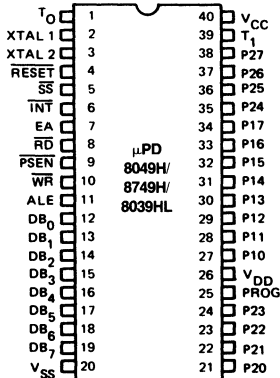 T0 1 40 VCC
XTAL 1 2 39 T1
XTAL 2 3 38 P27
RESET 4 37 P26
SS 5 36 P25
INT 6 35 P24
EA 7 34 P17
RD 8 33 P16
PSEN 9 32 P15
WR 10 31 P14
ALE 11 30 P13
DB0 12 29 P12
DB1 13 28 P11
DB2 14 27 P10
DB3 15 26 VDD
DB4 16 25 PROG
DB5 17 24 P23
DB6 18 23 P22
DB7 19 22 P21
VSS 20 21 P20
μPD
8049H/
8749H/
8039HL